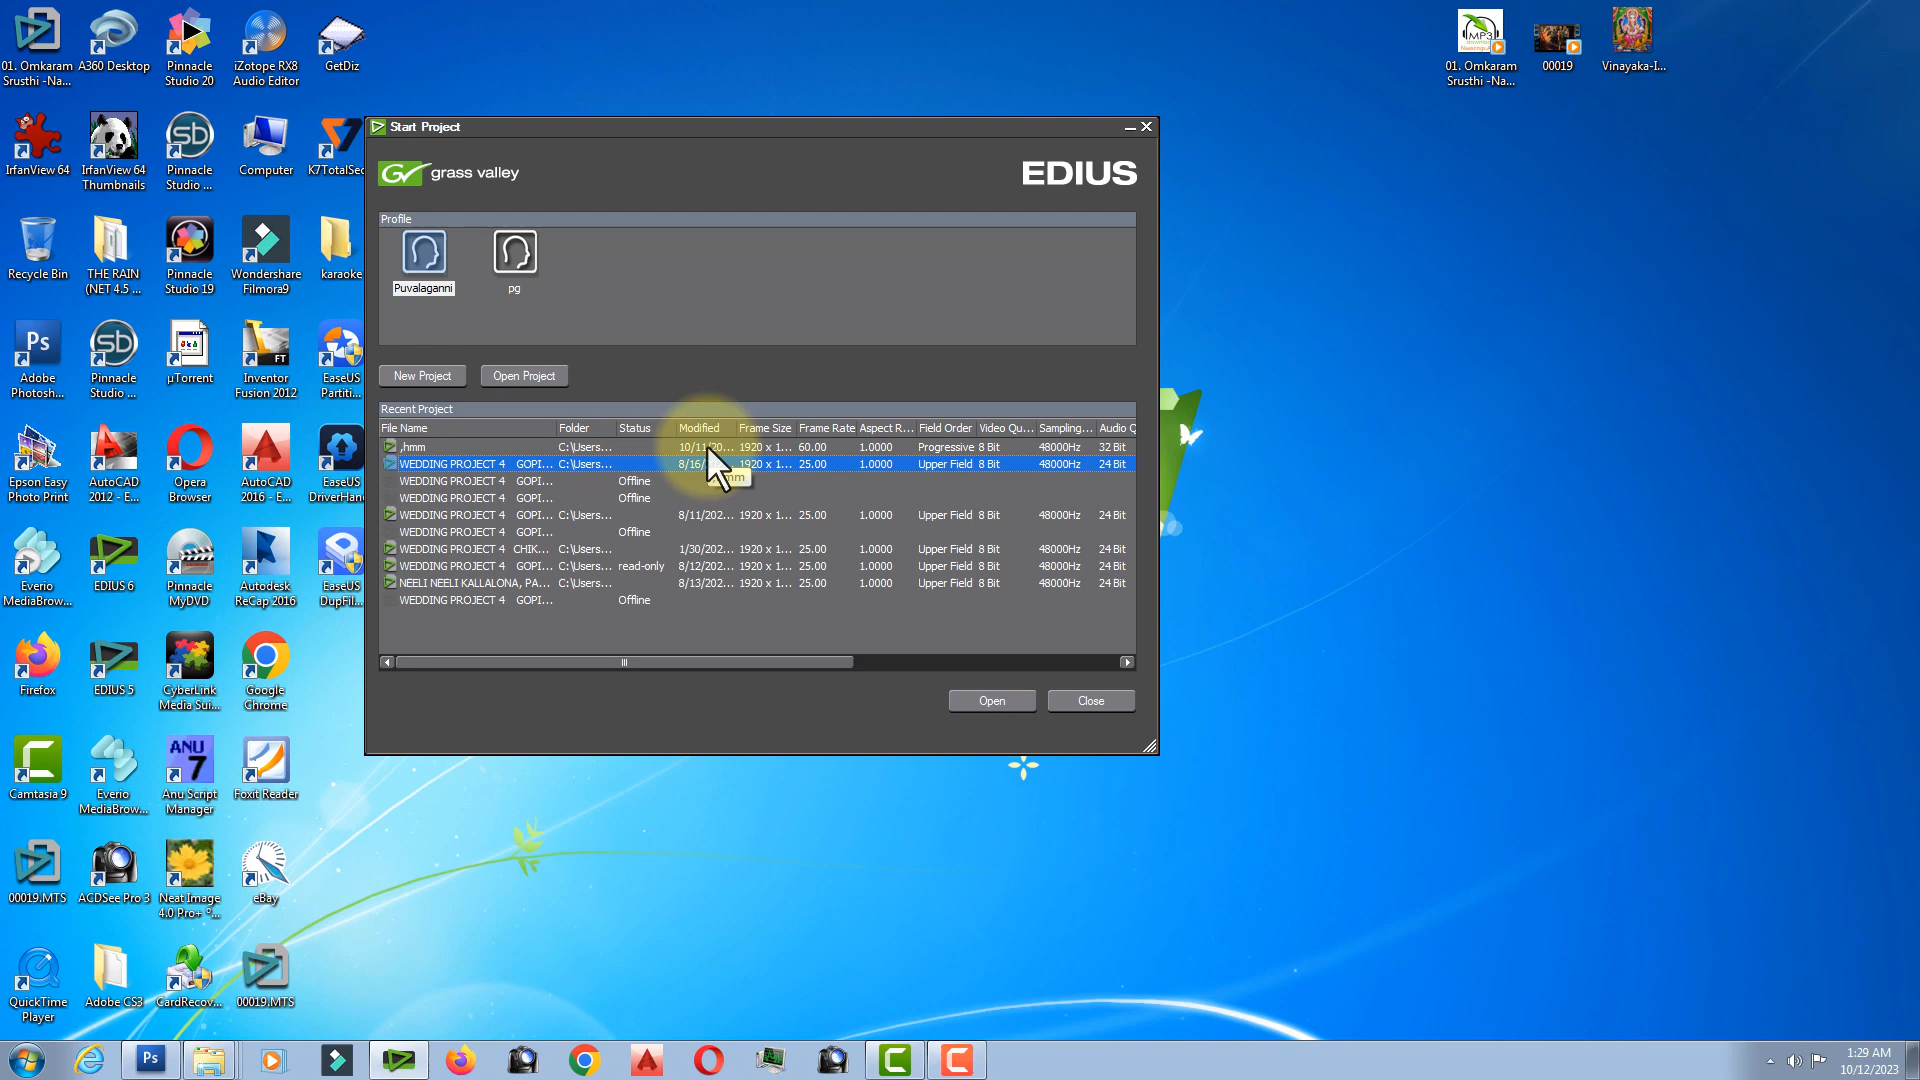 01. Omkaram
Srusthi -Na...
A360 Desktop
Pinnacle
Studio 20
iZotope RX8
Audio Editor
GetDiz
01. Omkaram
Srusthi -Na...
00019
Vinayaka-I...
Start Project
grass valley
EDIUS
Profile
Puvalaganni
pg
New Project
Open Project
Recent Project
File Name Folder Status Modified Frame Size Frame Rate Aspect R... Field Order Video Qu... Sampling... Audio Q
,hmm C:\Users... 10/11/20... 1920 x 1... 60.00 1.0000 Progressive 8 Bit 48000Hz 32 Bit
WEDDING PROJECT 4 GOPI... C:\Users... 8/16/ 1920 x 1... 25.00 1.0000 Upper Field 8 Bit 48000Hz 24 Bit
WEDDING PROJECT 4 GOPI... Offline
WEDDING PROJECT 4 GOPI... Offline
WEDDING PROJECT 4 GOPI... C:\Users... 8/11/202... 1920 x 1... 25.00 1.0000 Upper Field 8 Bit 48000Hz 24 Bit
WEDDING PROJECT 4 GOPI... Offline
WEDDING PROJECT 4 CHIK... C:\Users... 1/30/202... 1920 x 1... 25.00 1.0000 Upper Field 8 Bit 48000Hz 24 Bit
WEDDING PROJECT 4 GOPI... C:\Users... read-only 8/12/202... 1920 x 1... 25.00 1.0000 Upper Field 8 Bit 48000Hz 24 Bit
NEELI NEELI KALLALONA, PA... C:\Users... 8/13/202... 1920 x 1... 25.00 1.0000 Upper Field 8 Bit 48000Hz 24 Bit
WEDDING PROJECT 4 GOPI... Offline
Open
Close
IrfanView 64
IrfanView 64
Thumbnails
Pinnacle
Studio ...
Computer
K7TotalSec
Recycle Bin
THE RAIN
(NET 4.5 ...
Pinnacle
Studio 19
Wondershare
Filmora9
karaoke
Adobe
Photosh...
Pinnacle
Studio ...
µTorrent
Inventor
Fusion 2012
EaseUS
Partiti...
Epson Easy
Photo Print
AutoCAD
2012 - E...
Opera
Browser
AutoCAD
2016 - E...
EaseUS
DriverHan
Everio
MediaBrow...
EDIUS 6
Pinnacle
MyDVD
Autodesk
ReCap 2016
EaseUS
DupFil...
Firefox
EDIUS 5
CyberLink
Media Sui...
Google
Chrome
Camtasia 9
Everio
MediaBrow...
ANU
7
Anu Script
Manager
Foxit Reader
00019.MTS
ACDSee Pro 3
Neat Image
4.0 Pro+ °...
eBay
QuickTime
Player
Adobe CS3
CardRecov...
00019.MTS
1:29 AM
10/12/2023